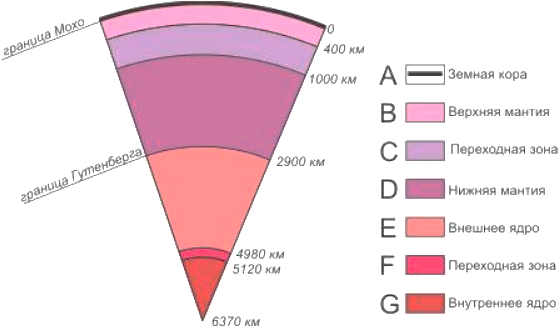 граница Мохо
0
400 км
1000 км
граница Гутенберга
2900 км
4980 км
5120 км
6370 км
A Земная кора
B Верхняя мантия
C Переходная зона
D Нижняя мантия
E Внешнее ядро
F Переходная зона
G Внутреннее ядро